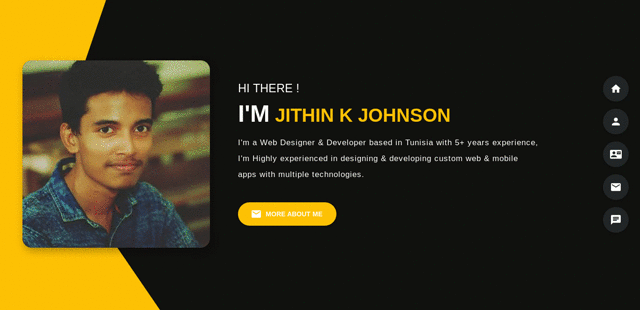 HI THERE !
I'M JITHIN K JOHNSON
I'm a Web Designer & Developer based in Tunisia with 5+ years experience,
I'm Highly experienced in designing & developing custom web & mobile
apps with multiple technologies.
MORE ABOUT ME